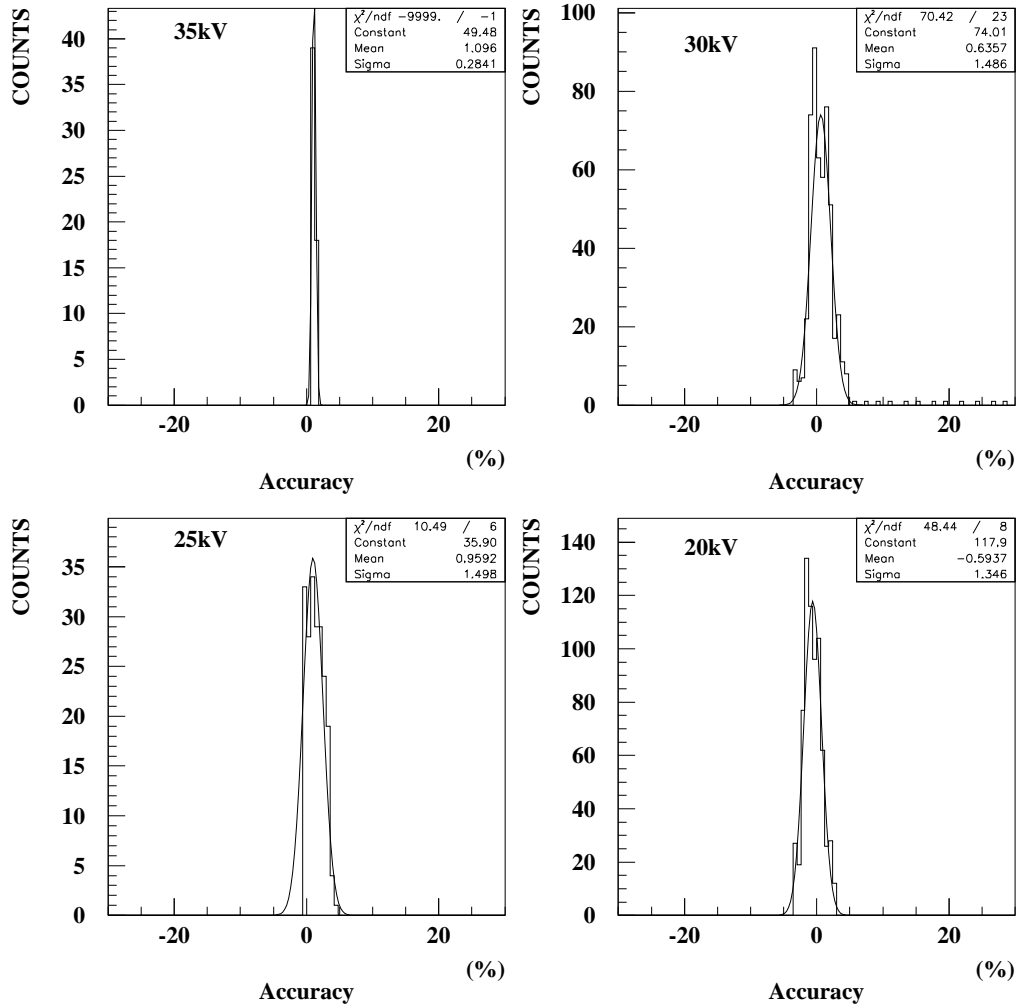 35kV
χ²/ndf -9999. / -1
Constant 49.48
Mean 1.096
Sigma 0.2841
COUNTS
40
35
30
25
20
15
10
5
0
-20 0 20
(%)
Accuracy
30kV
χ²/ndf 70.42 / 23
Constant 74.01
Mean 0.6357
Sigma 1.486
COUNTS
100
80
60
40
20
0
-20 0 20
(%)
Accuracy
25kV
χ²/ndf 10.49 / 6
Constant 35.90
Mean 0.9592
Sigma 1.498
COUNTS
35
30
25
20
15
10
5
0
-20 0 20
(%)
Accuracy
20kV
χ²/ndf 48.44 / 8
Constant 117.9
Mean -0.5937
Sigma 1.346
COUNTS
140
120
100
80
60
40
20
0
-20 0 20
(%)
Accuracy